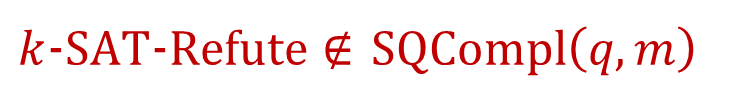 k-SAT-Refute ∉ SQCompl(q, m)